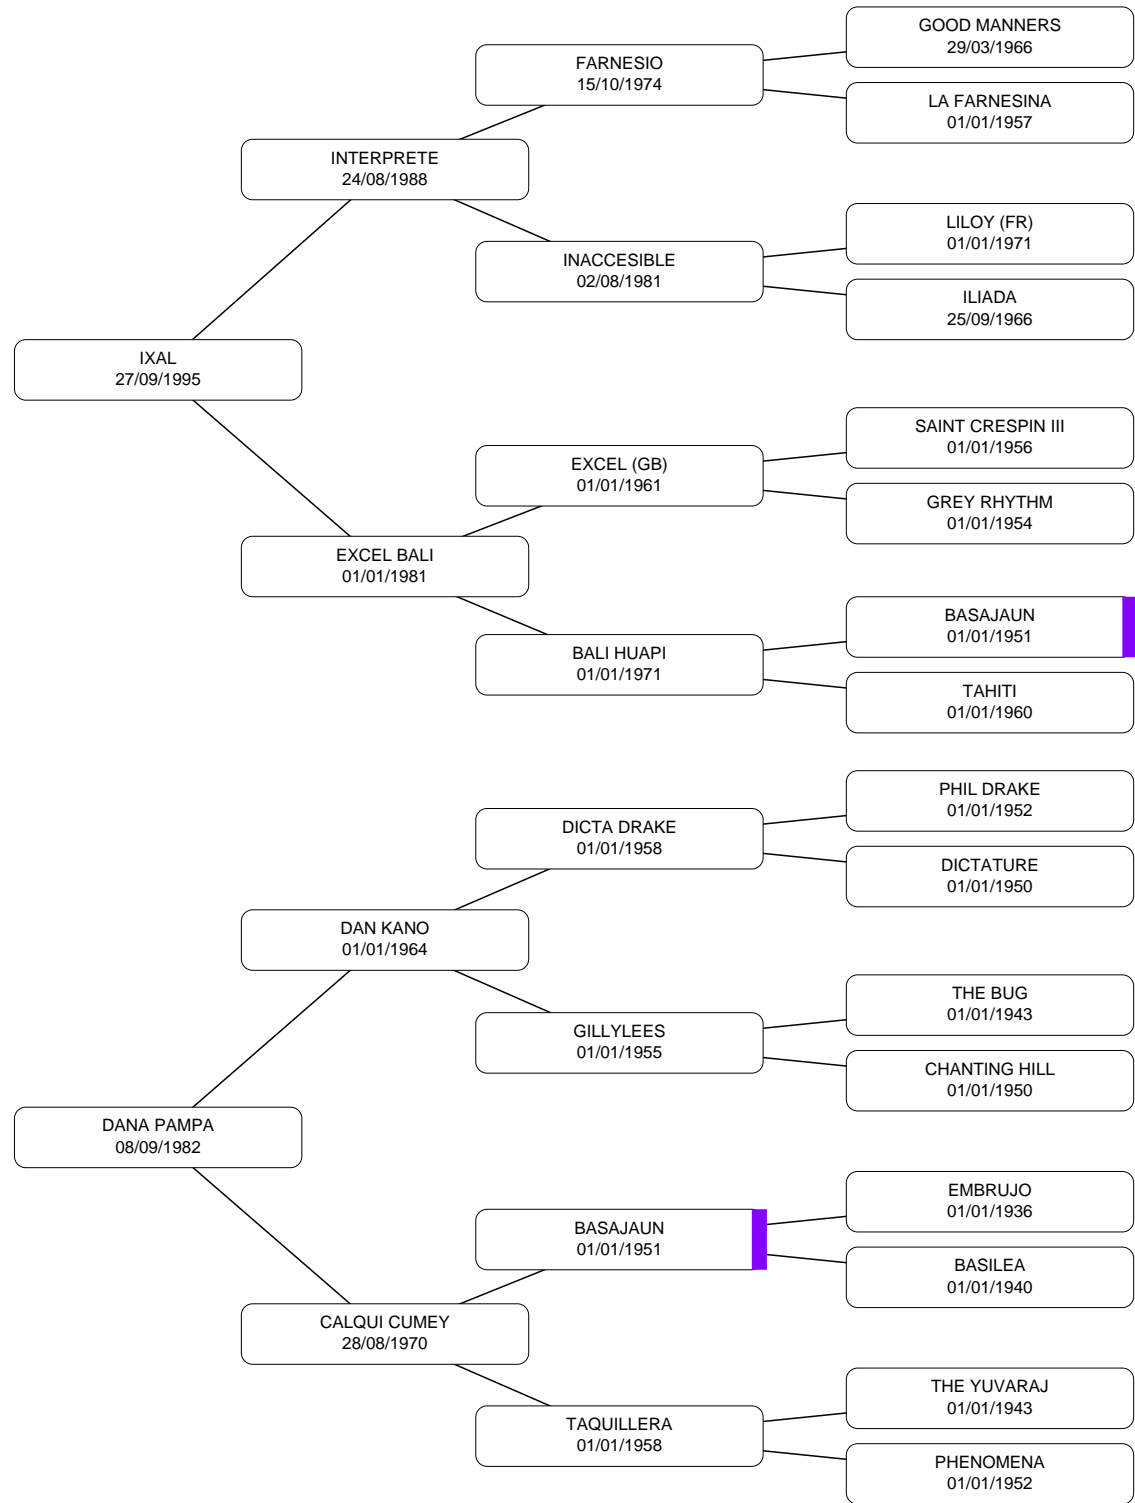 GOOD MANNERS
29/03/1966
FARNESIO
15/10/1974
LA FARNESINA
01/01/1957
INTERPRETE
24/08/1988
LILOY (FR)
01/01/1971
INACCESIBLE
02/08/1981
ILIADA
25/09/1966
IXAL
27/09/1995
SAINT CRESPIN III
01/01/1956
EXCEL (GB)
01/01/1961
GREY RHYTHM
01/01/1954
EXCEL BALI
01/01/1981
BASAJAUN
01/01/1951
BALI HUAPI
01/01/1971
TAHITI
01/01/1960
PHIL DRAKE
01/01/1952
DICTA DRAKE
01/01/1958
DICTATURE
01/01/1950
DAN KANO
01/01/1964
THE BUG
01/01/1943
GILLYLEES
01/01/1955
CHANTING HILL
01/01/1950
DANA PAMPA
08/09/1982
EMBRUJO
01/01/1936
BASAJAUN
01/01/1951
BASILEA
01/01/1940
CALQUI CUMEY
28/08/1970
THE YUVARAJ
01/01/1943
TAQUILLERA
01/01/1958
PHENOMENA
01/01/1952